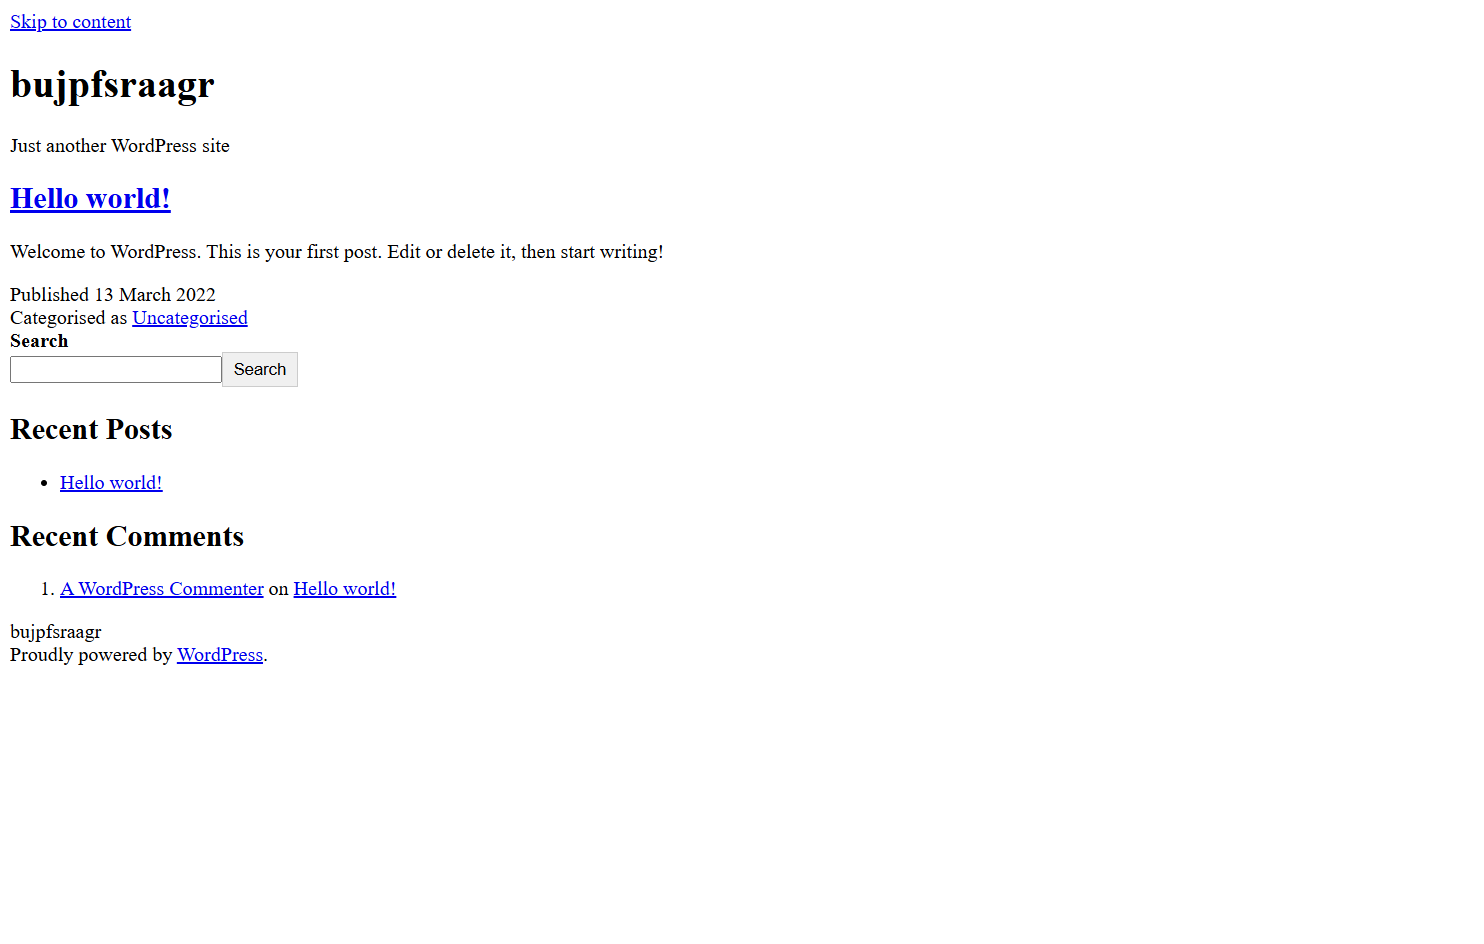 Skip to content
bujpfsraagr
Just another WordPress site
Hello world!
Welcome to WordPress. This is your first post. Edit or delete it, then start writing!
Published 13 March 2022
Categorised as Uncategorised
Search
Search
Recent Posts
Hello world!
Recent Comments
1. A WordPress Commenter on Hello world!
bujpfsraagr
Proudly powered by WordPress.